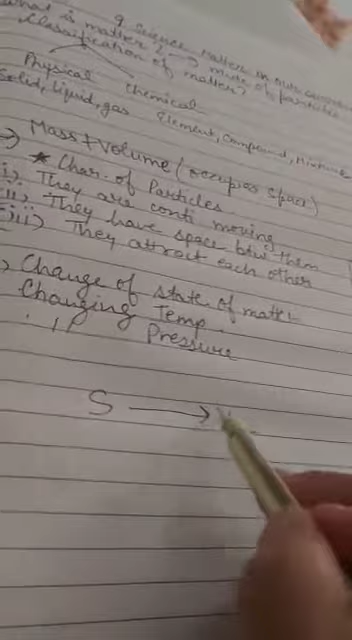 9 Science Matter in our
What is matter? → made of particles
Classification of matter?
Physical Chemical
Solid, Liquid, gas Element, Compound, Mixture
→ Mass + Volume (occupies space)
* Char. of Particles
i) They are conti moving
ii) They have space btw them
iii) They attract each other
Change of state of matter
Changing Temp.
" Pressure
S →